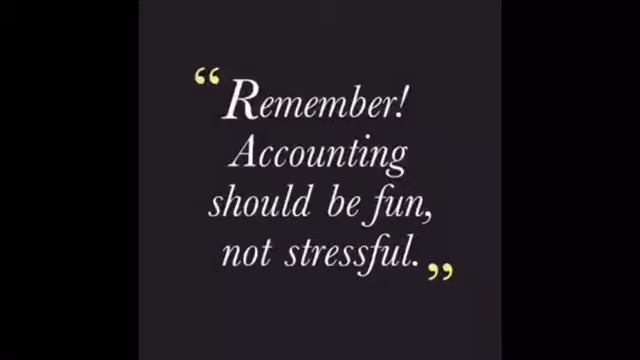 “Remember!
Accounting
should be fun,
not stressful.”